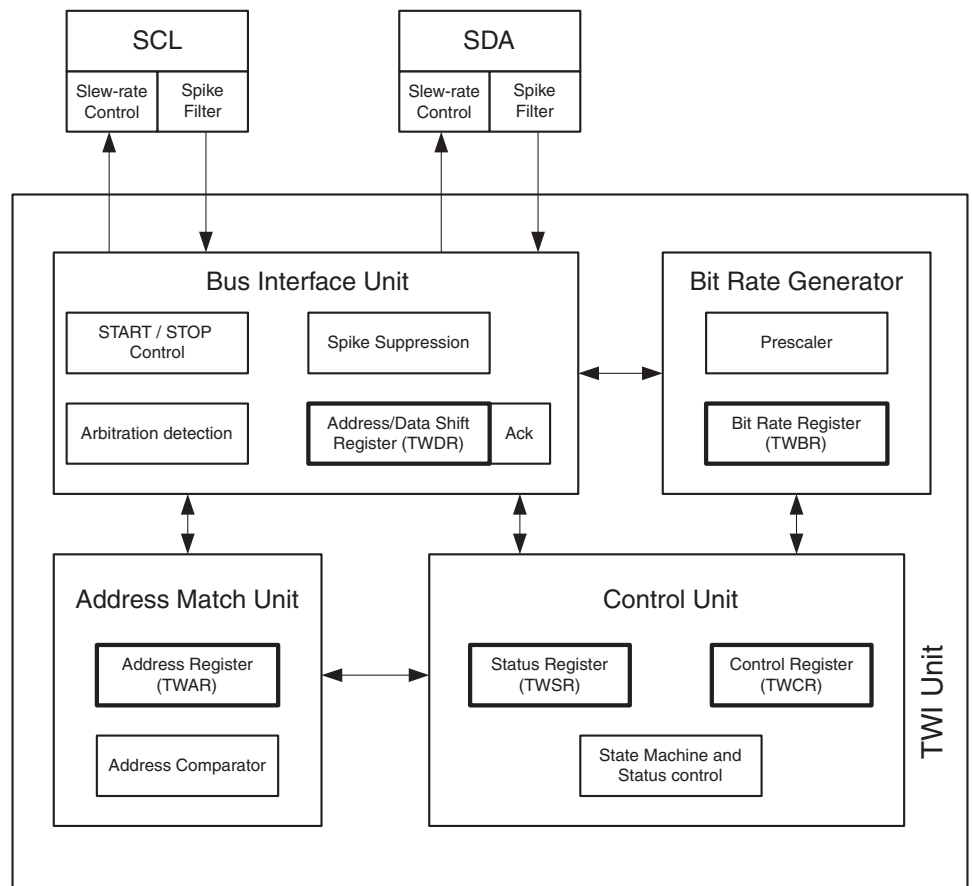 SCL
Slew-rate
Control
Spike
Filter
SDA
Slew-rate
Control
Spike
Filter
Bus Interface Unit
START / STOP
Control
Spike Suppression
Arbitration detection
Address/Data Shift
Register (TWDR)
Ack
Bit Rate Generator
Prescaler
Bit Rate Register
(TWBR)
Address Match Unit
Address Register
(TWAR)
Address Comparator
Control Unit
Status Register
(TWSR)
Control Register
(TWCR)
State Machine and
Status control
TWI Unit